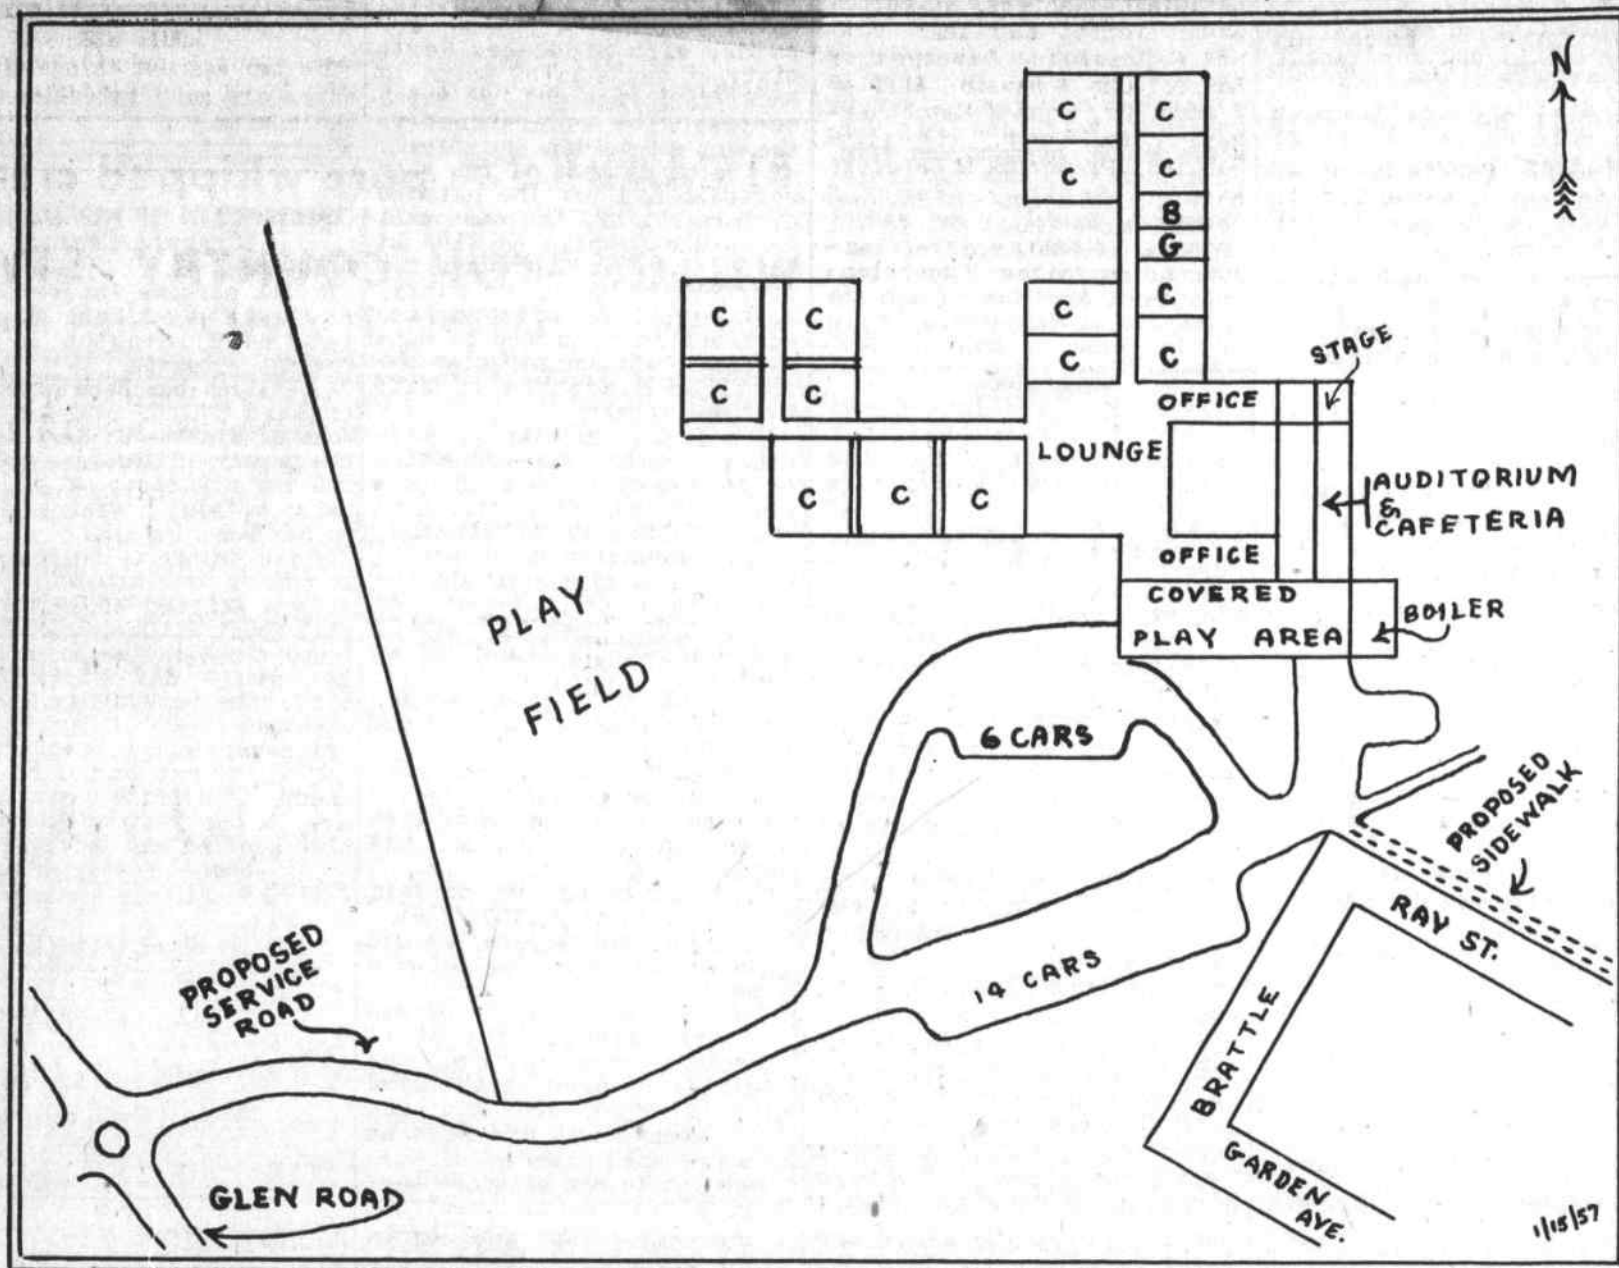 N
C C
C C
B
G
C C
C C
C C
C C
C C C
STAGE
OFFICE
LOUNGE
AUDITORIUM
&
CAFETERIA
OFFICE
COVERED
PLAY AREA
BOILER
PLAY
FIELD
6 CARS
14 CARS
PROPOSED
SIDEWALK
RAY ST.
BRATTLE
GARDEN
AVE.
PROPOSED
SERVICE
ROAD
GLEN ROAD
1/15/57